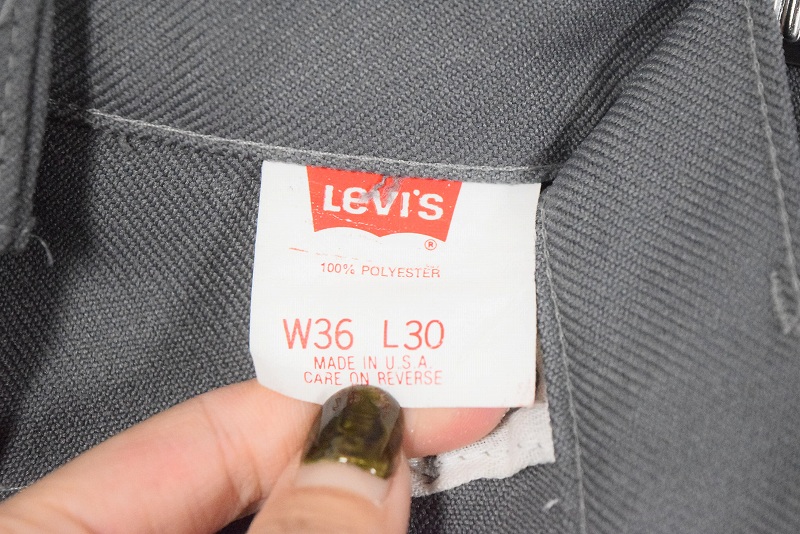 LEVI'S
®
100% POLYESTER
W36 L30
MADE IN U.S.A.
CARE ON REVERSE